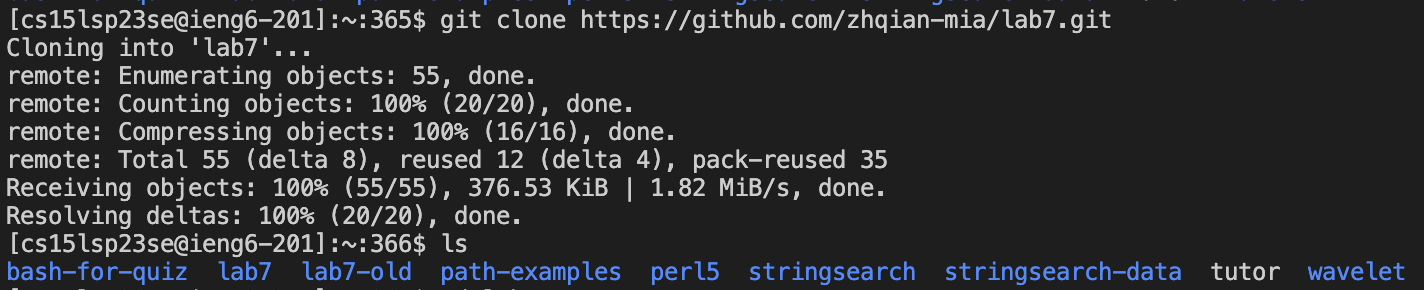 [cs15lsp23se@ieng6-201]:~:365$ git clone https://github.com/zhqian-mia/lab7.git
Cloning into 'lab7'...
remote: Enumerating objects: 55, done.
remote: Counting objects: 100% (20/20), done.
remote: Compressing objects: 100% (16/16), done.
remote: Total 55 (delta 8), reused 12 (delta 4), pack-reused 35
Receiving objects: 100% (55/55), 376.53 KiB | 1.82 MiB/s, done.
Resolving deltas: 100% (20/20), done.
[cs15lsp23se@ieng6-201]:~:366$ ls
bash-for-quiz lab7 lab7-old path-examples perl5 stringsearch stringsearch-data tutor wavelet